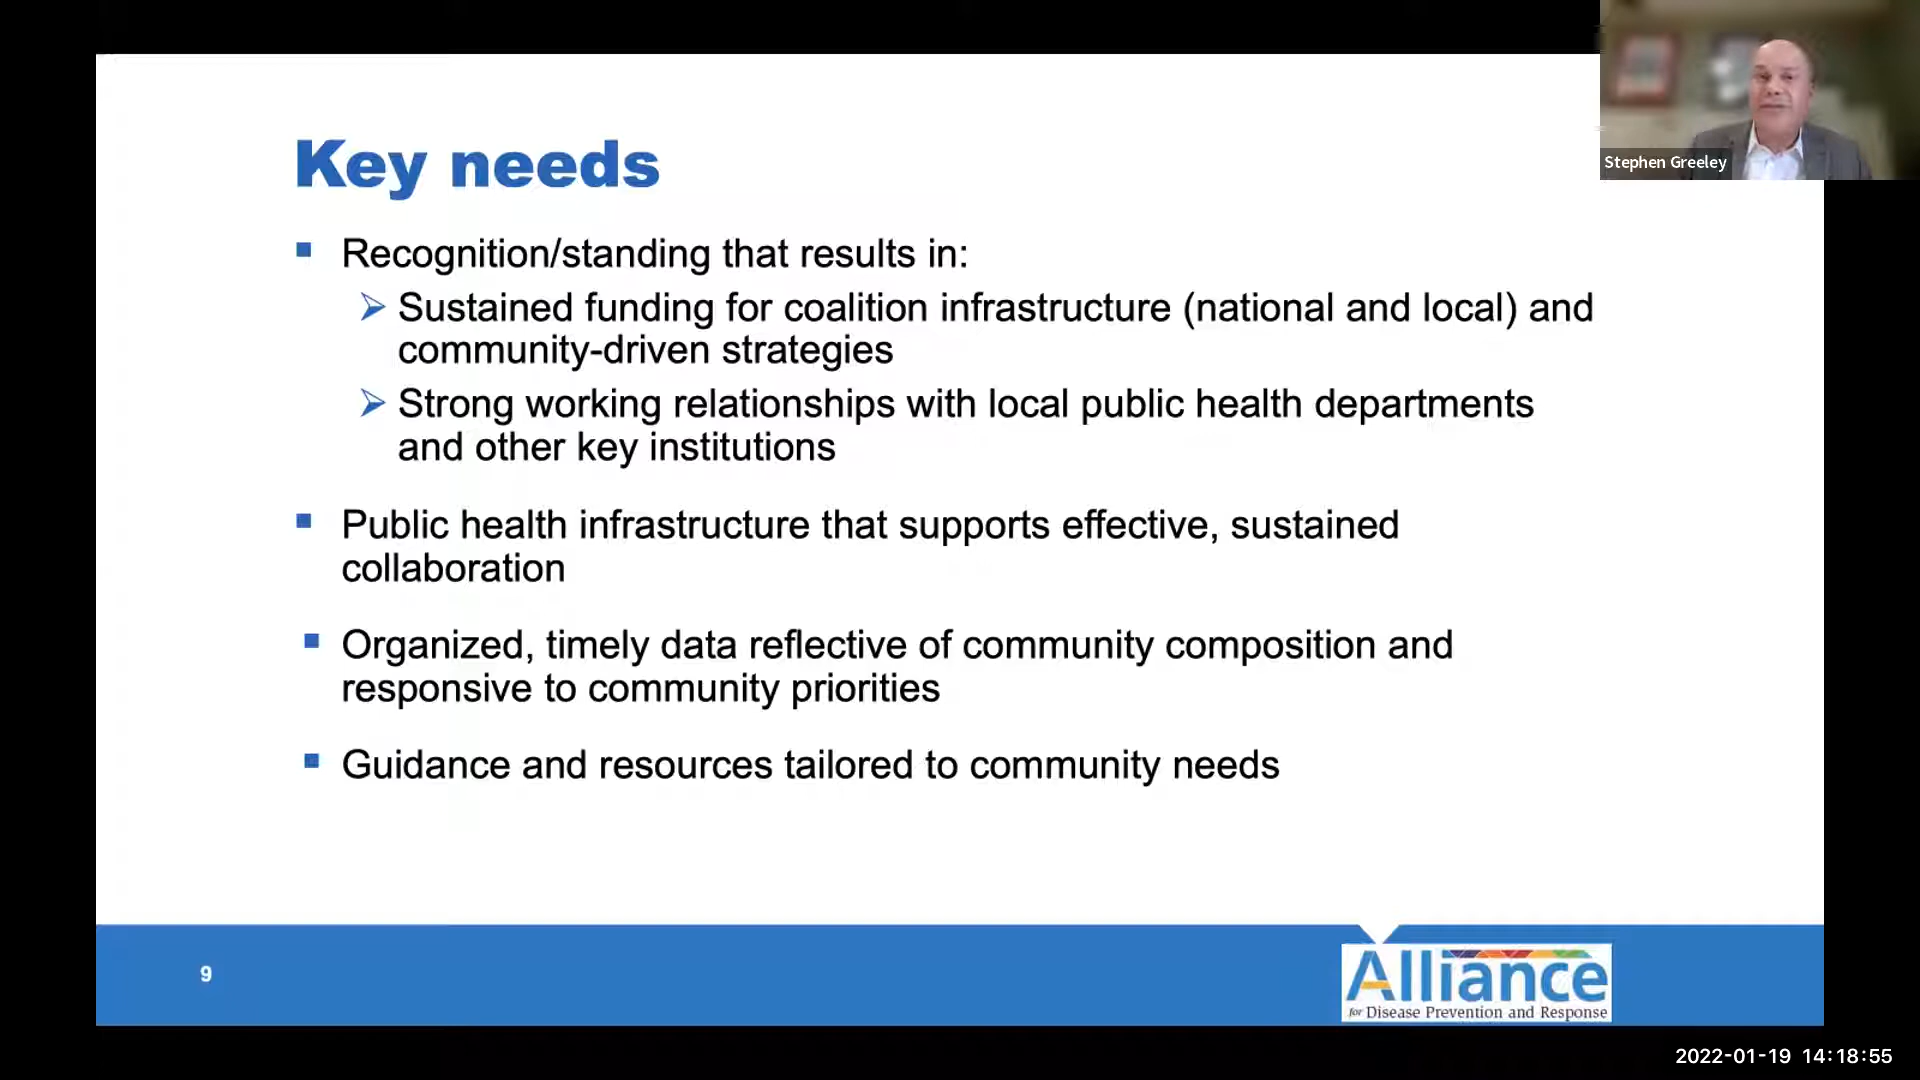 Stephen Greeley
Key needs
Recognition/standing that results in:
Sustained funding for coalition infrastructure (national and local) and
community-driven strategies
Strong working relationships with local public health departments
and other key institutions
Public health infrastructure that supports effective, sustained
collaboration
Organized, timely data reflective of community composition and
responsive to community priorities
Guidance and resources tailored to community needs
9
Alliance
for Disease Prevention and Response
2022-01-19 14:18:55